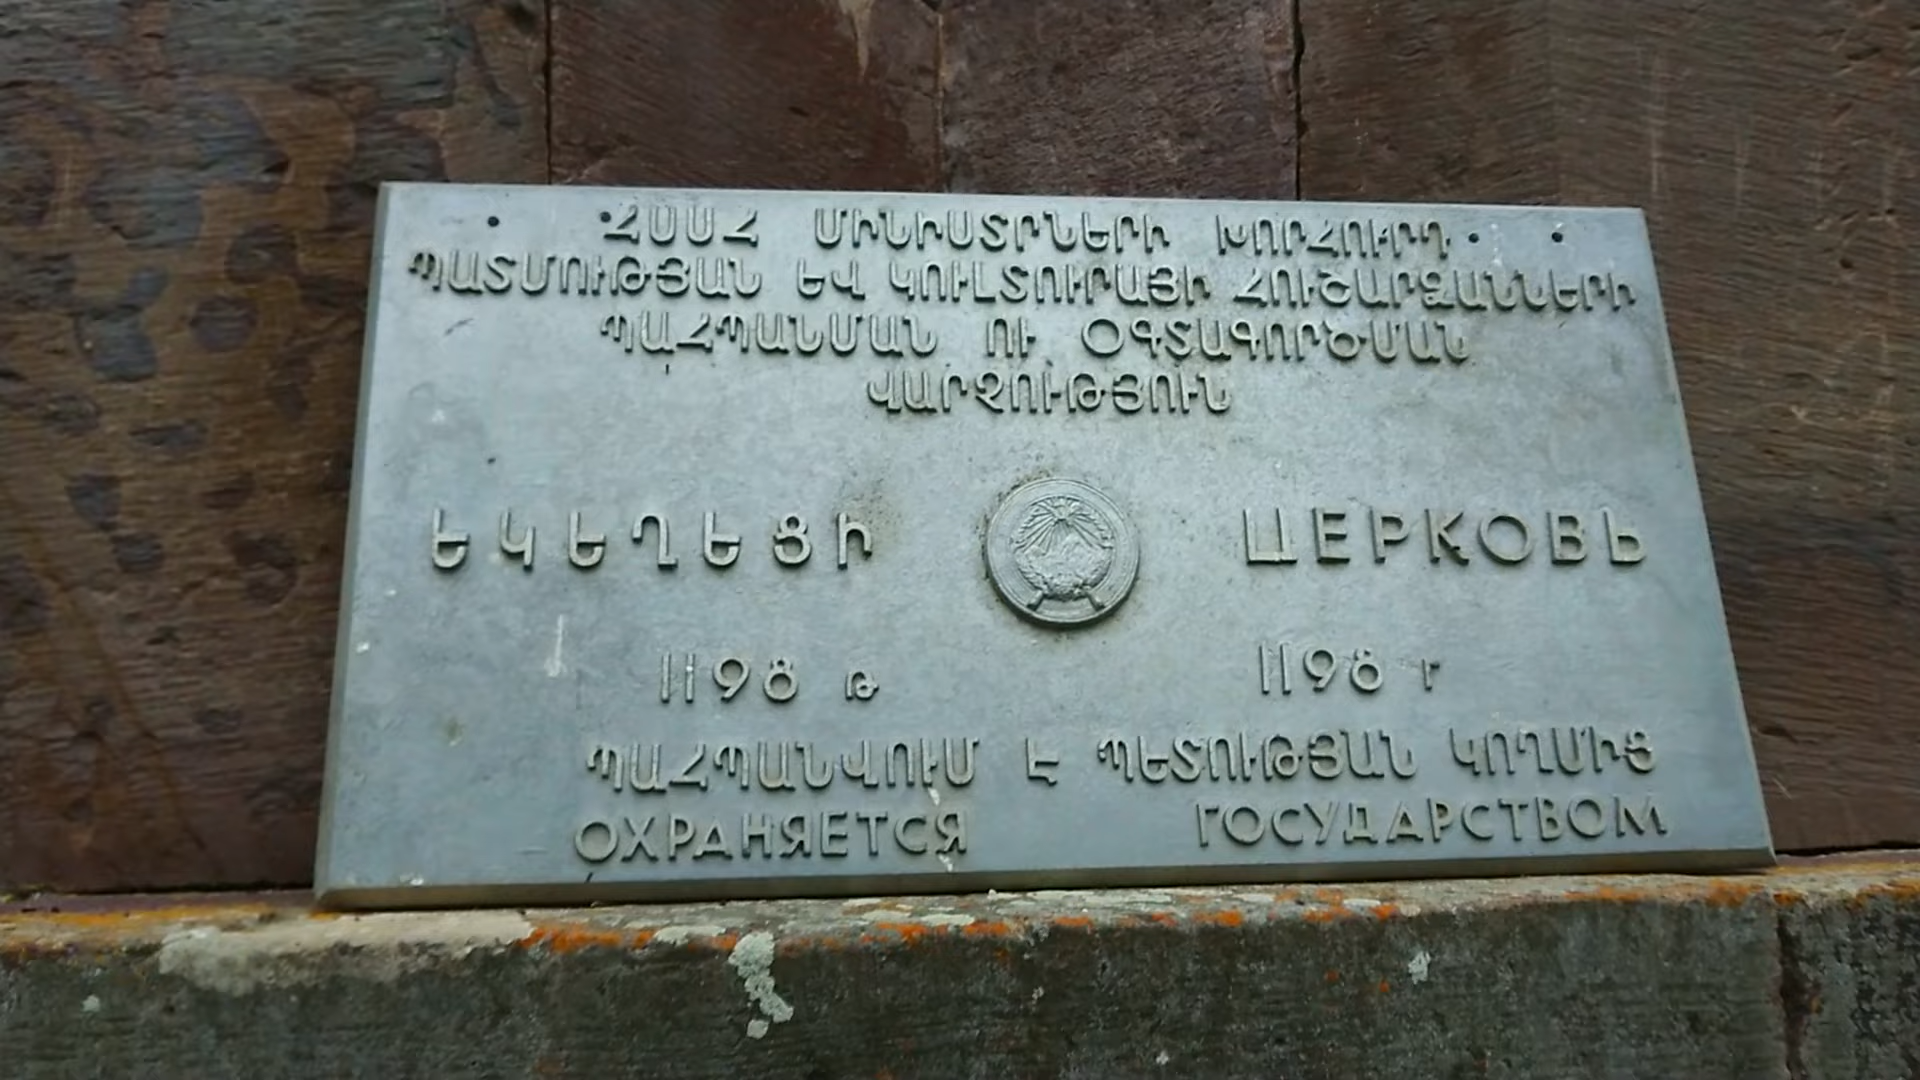 ՀՍՍՀ ՄԻՆԻՍՏՐՆԵՐԻ ԽՈՐՀՈՒՐԴ
ՊԱՏՄՈՒԹՅԱՆ ԵՎ ԿՈՒԼՏՈՒՐԱՅԻ ՀՈՒՇԱՐՁԱՆՆԵՐԻ
ՊԱՀՊԱՆՄԱՆ ՈՒ ՕԳՏԱԳՈՐԾՄԱՆ
ՎԱՐՉՈՒԹՅՈՒՆ
ԵԿԵՂԵՑԻ ЦЕРКОВЬ
1198 թ 1198 г
ՊԱՀՊԱՆՎՈՒՄ Է ՊԵՏՈՒԹՅԱՆ ԿՈՂՄԻՑ
ОХРАНЯЕТСЯ ГОСУДАРСТВОМ